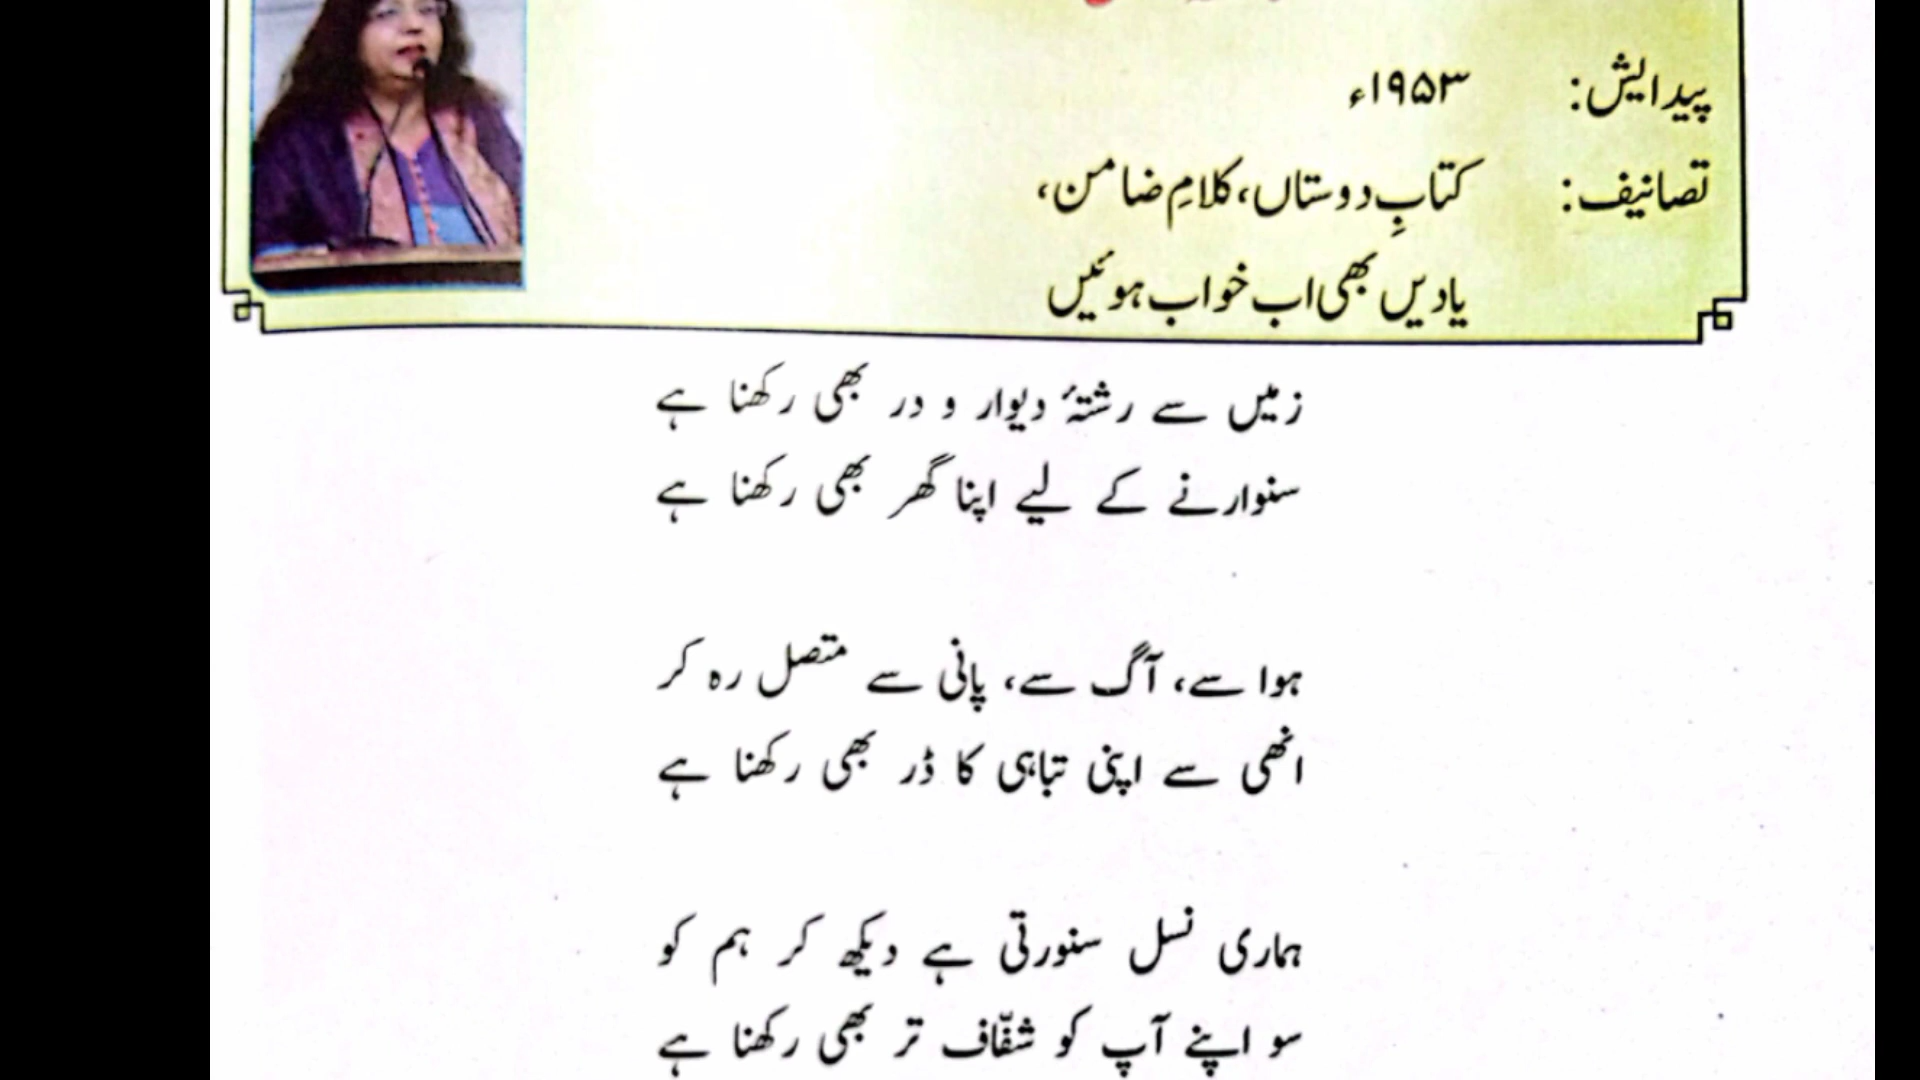 پیدایش: ۱۹۵۳ء
تصانیف: کتابِ دوستاں، کلامِ ضامن،
یادیں بھی اب خواب ہوئیں
زمیں سے رشتۂ دیوار و در بھی رکھنا ہے
سنوارنے کے لیے اپنا گھر بھی رکھنا ہے
ہوا سے، آگ سے، پانی سے متصل رہ کر
انھی سے اپنی تباہی کا ڈر بھی رکھنا ہے
ہماری نسل سنورتی ہے دیکھ کر ہم کو
سو اپنے آپ کو شفّاف تر بھی رکھنا ہے